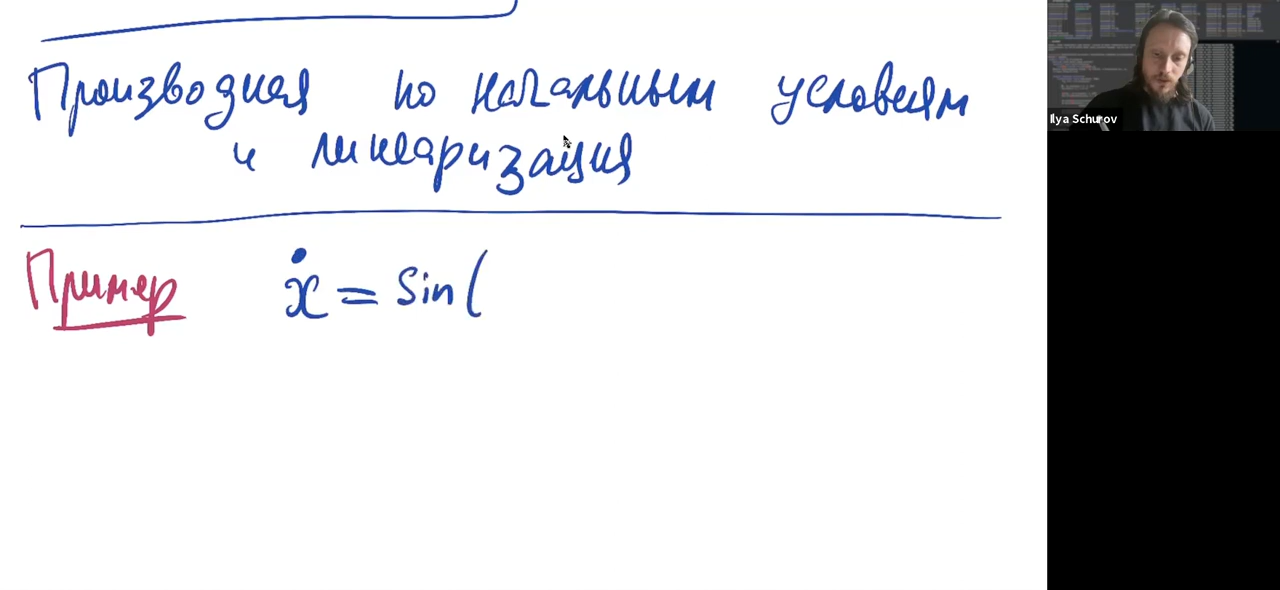 Производная по начальным условиям
и линеаризация
Пример ẋ = sin(
Ilya Schurov